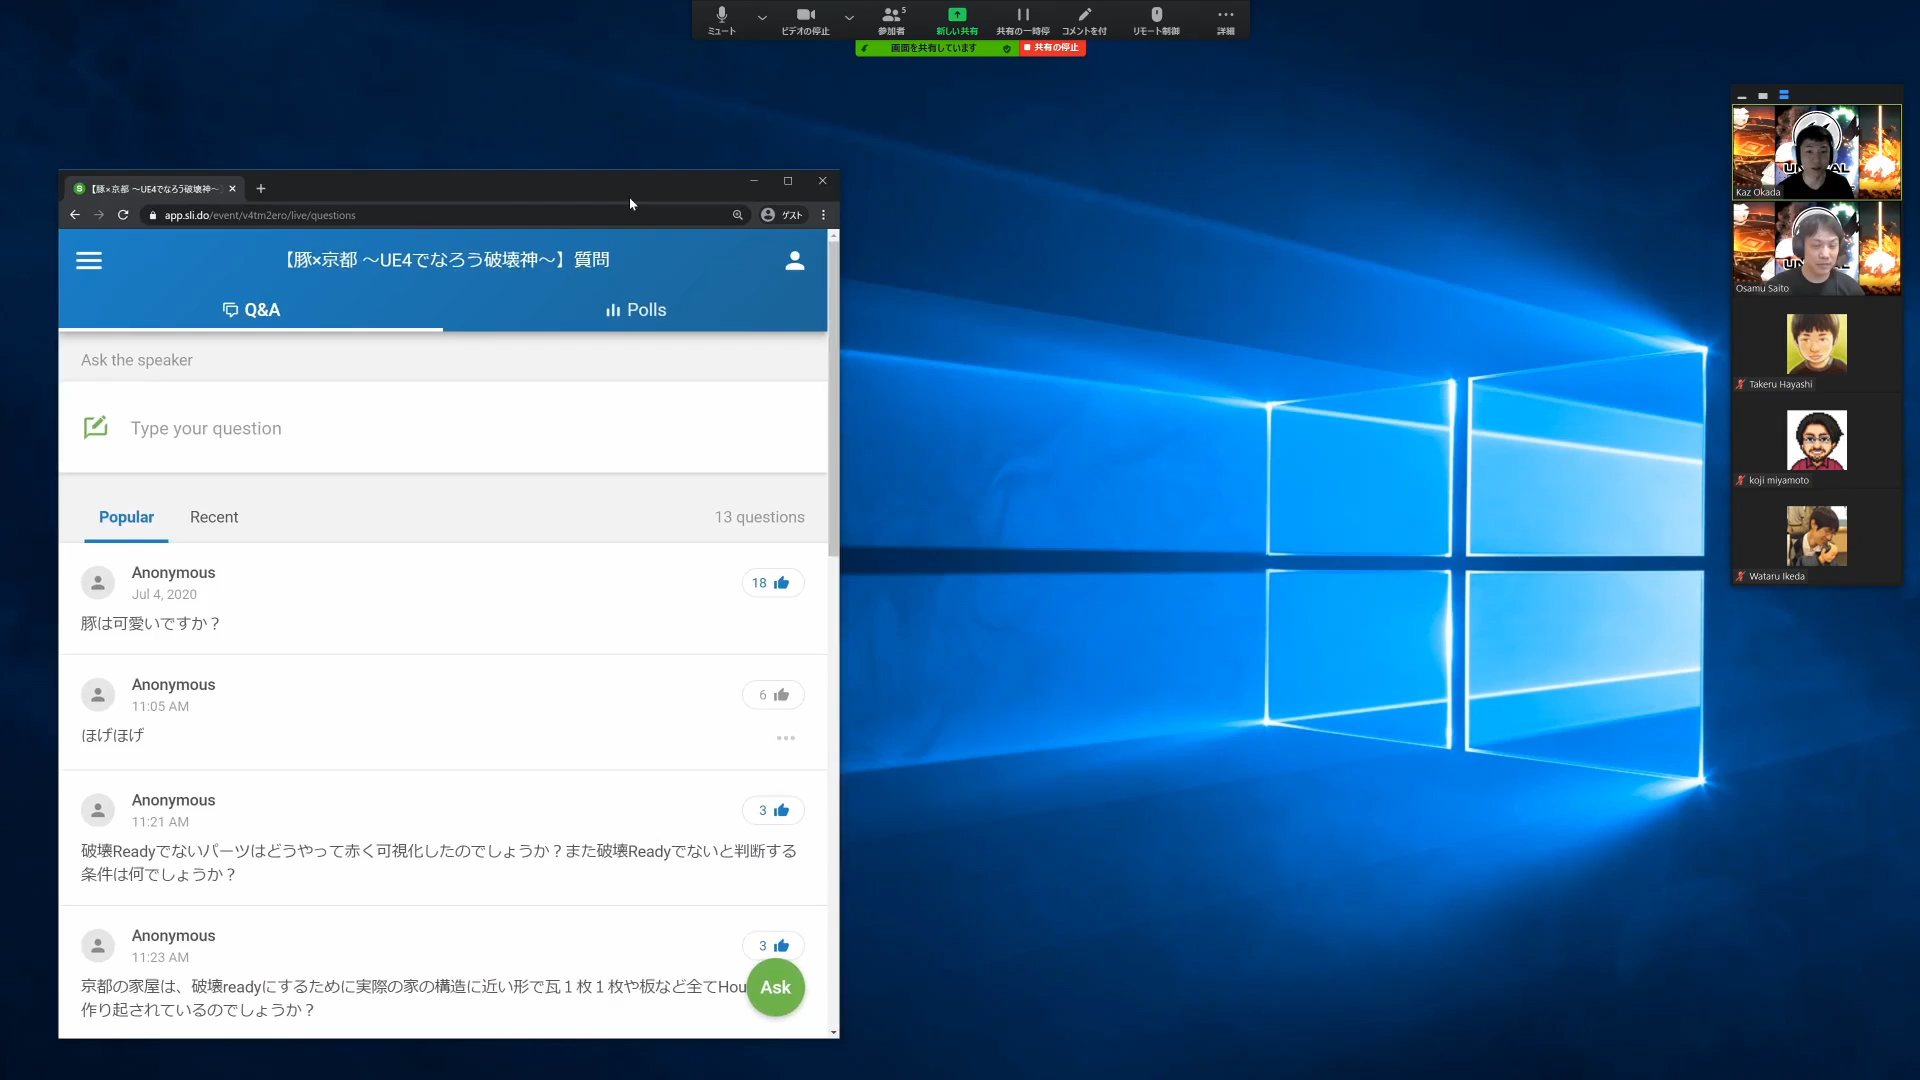 ミュート
ビデオの停止
5
参加者
新しい共有
共有の一時停
コメントを付
リモート制御
詳細
画面を共有しています
共有の停止
【豚×京都 ～UE4でなろう破壊神～
app.sli.do/event/v4tm2ero/live/questions
ゲスト
【豚×京都 ～UE4でなろう破壊神～】質問
Q&A
Polls
Ask the speaker
Type your question
Popular
Recent
13 questions
Anonymous
Jul 4, 2020
18
豚は可愛いですか？
Anonymous
11:05 AM
6
ほげほげ
Anonymous
11:21 AM
3
破壊Readyでないパーツはどうやって赤く可視化したのでしょうか？また破壊Readyでないと判断する
条件は何でしょうか？
Anonymous
11:23 AM
3
京都の家屋は、破壊readyにするために実際の家の構造に近い形で瓦１枚１枚や板など全てHou
作り起されているのでしょうか？
Ask
Kaz Okada
Osamu Saito
Takeru Hayashi
koji miyamoto
Wataru Ikeda